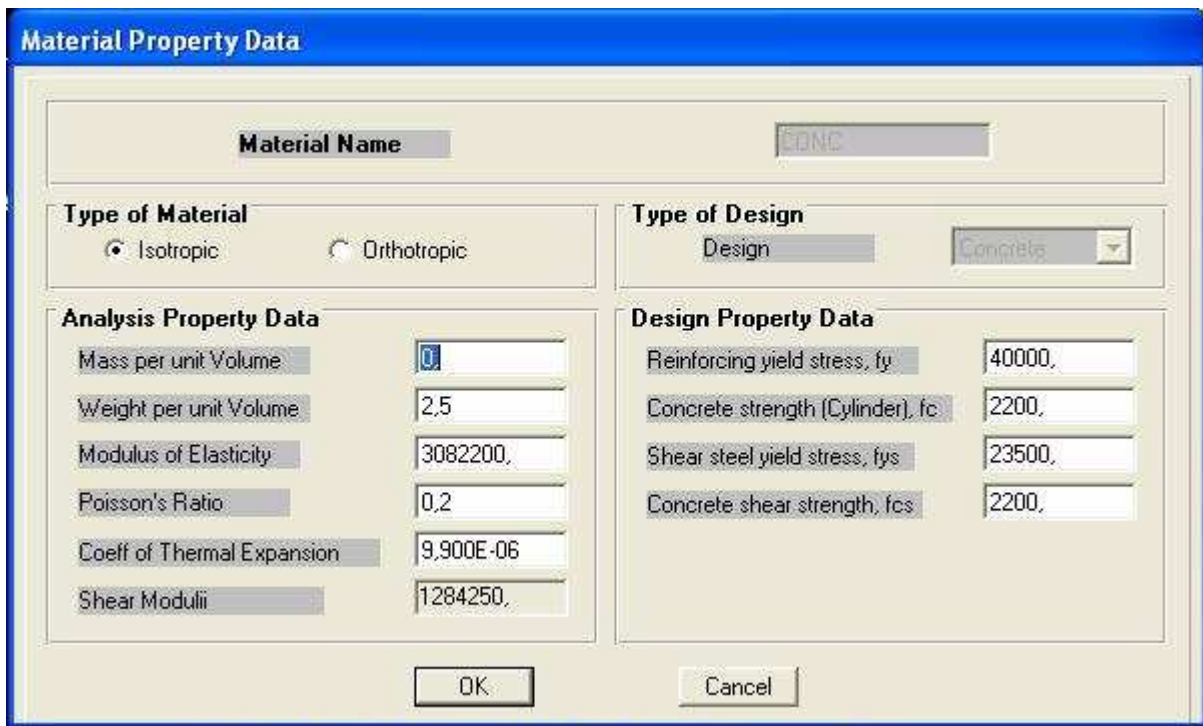 Material Property Data
Material Name CONC
Type of Material
Isotropic Orthotropic
Type of Design
Design Concrete
Analysis Property Data
Mass per unit Volume 0,
Weight per unit Volume 2,5
Modulus of Elasticity 3082200,
Poisson's Ratio 0,2
Coeff of Thermal Expansion 9,900E-06
Shear Modulii 1284250,
Design Property Data
Reinforcing yield stress, fy 40000,
Concrete strength (Cylinder), fc 2200,
Shear steel yield stress, fys 23500,
Concrete shear strength, fcs 2200,
OK Cancel